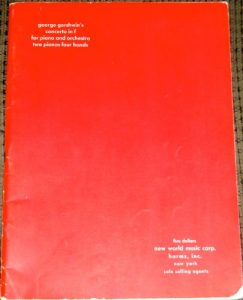 george gershwin's
concerto in f
for piano and orchestra
two pianos four hands
five dollars
new world music corp.
harms, inc.
new york
sole selling agents